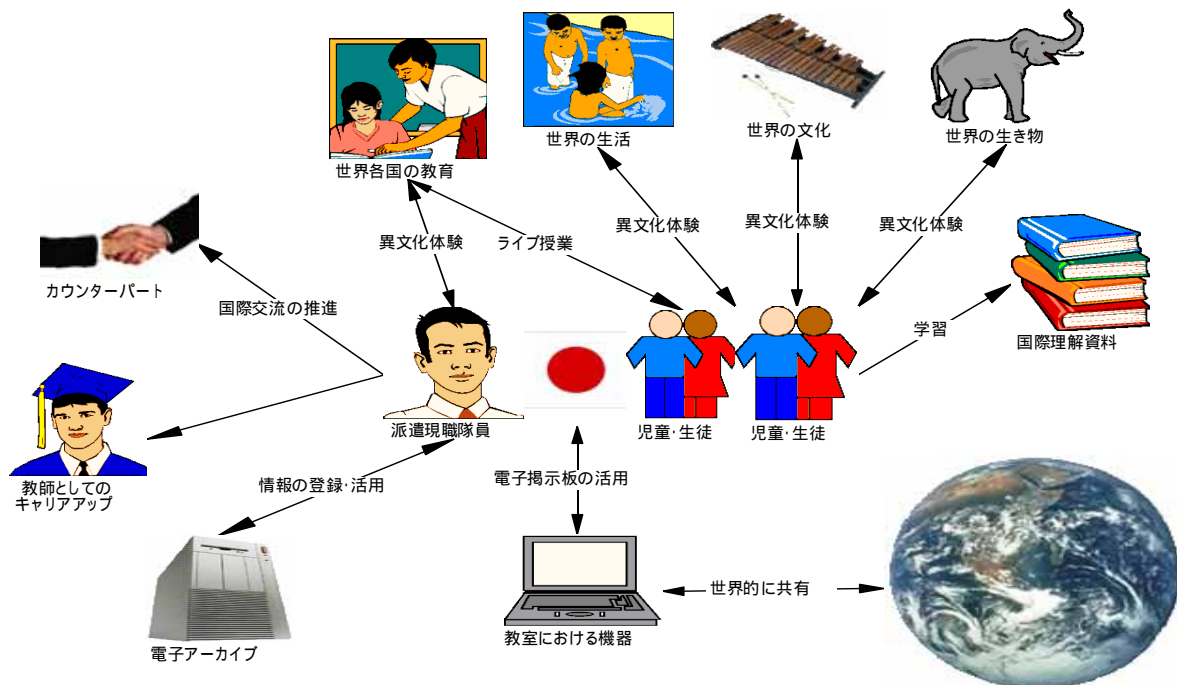 世界の生活
世界の文化
世界の生き物
世界各国の教育
異文化体験
ライブ授業
異文化体験
異文化体験
異文化体験
カウンターパート
国際交流の推進
学習
国際理解資料
派遣現職隊員
児童・生徒
児童・生徒
教師としての
キャリアアップ
情報の登録・活用
電子掲示板の活用
世界的に共有
教室における機器
電子アーカイブ